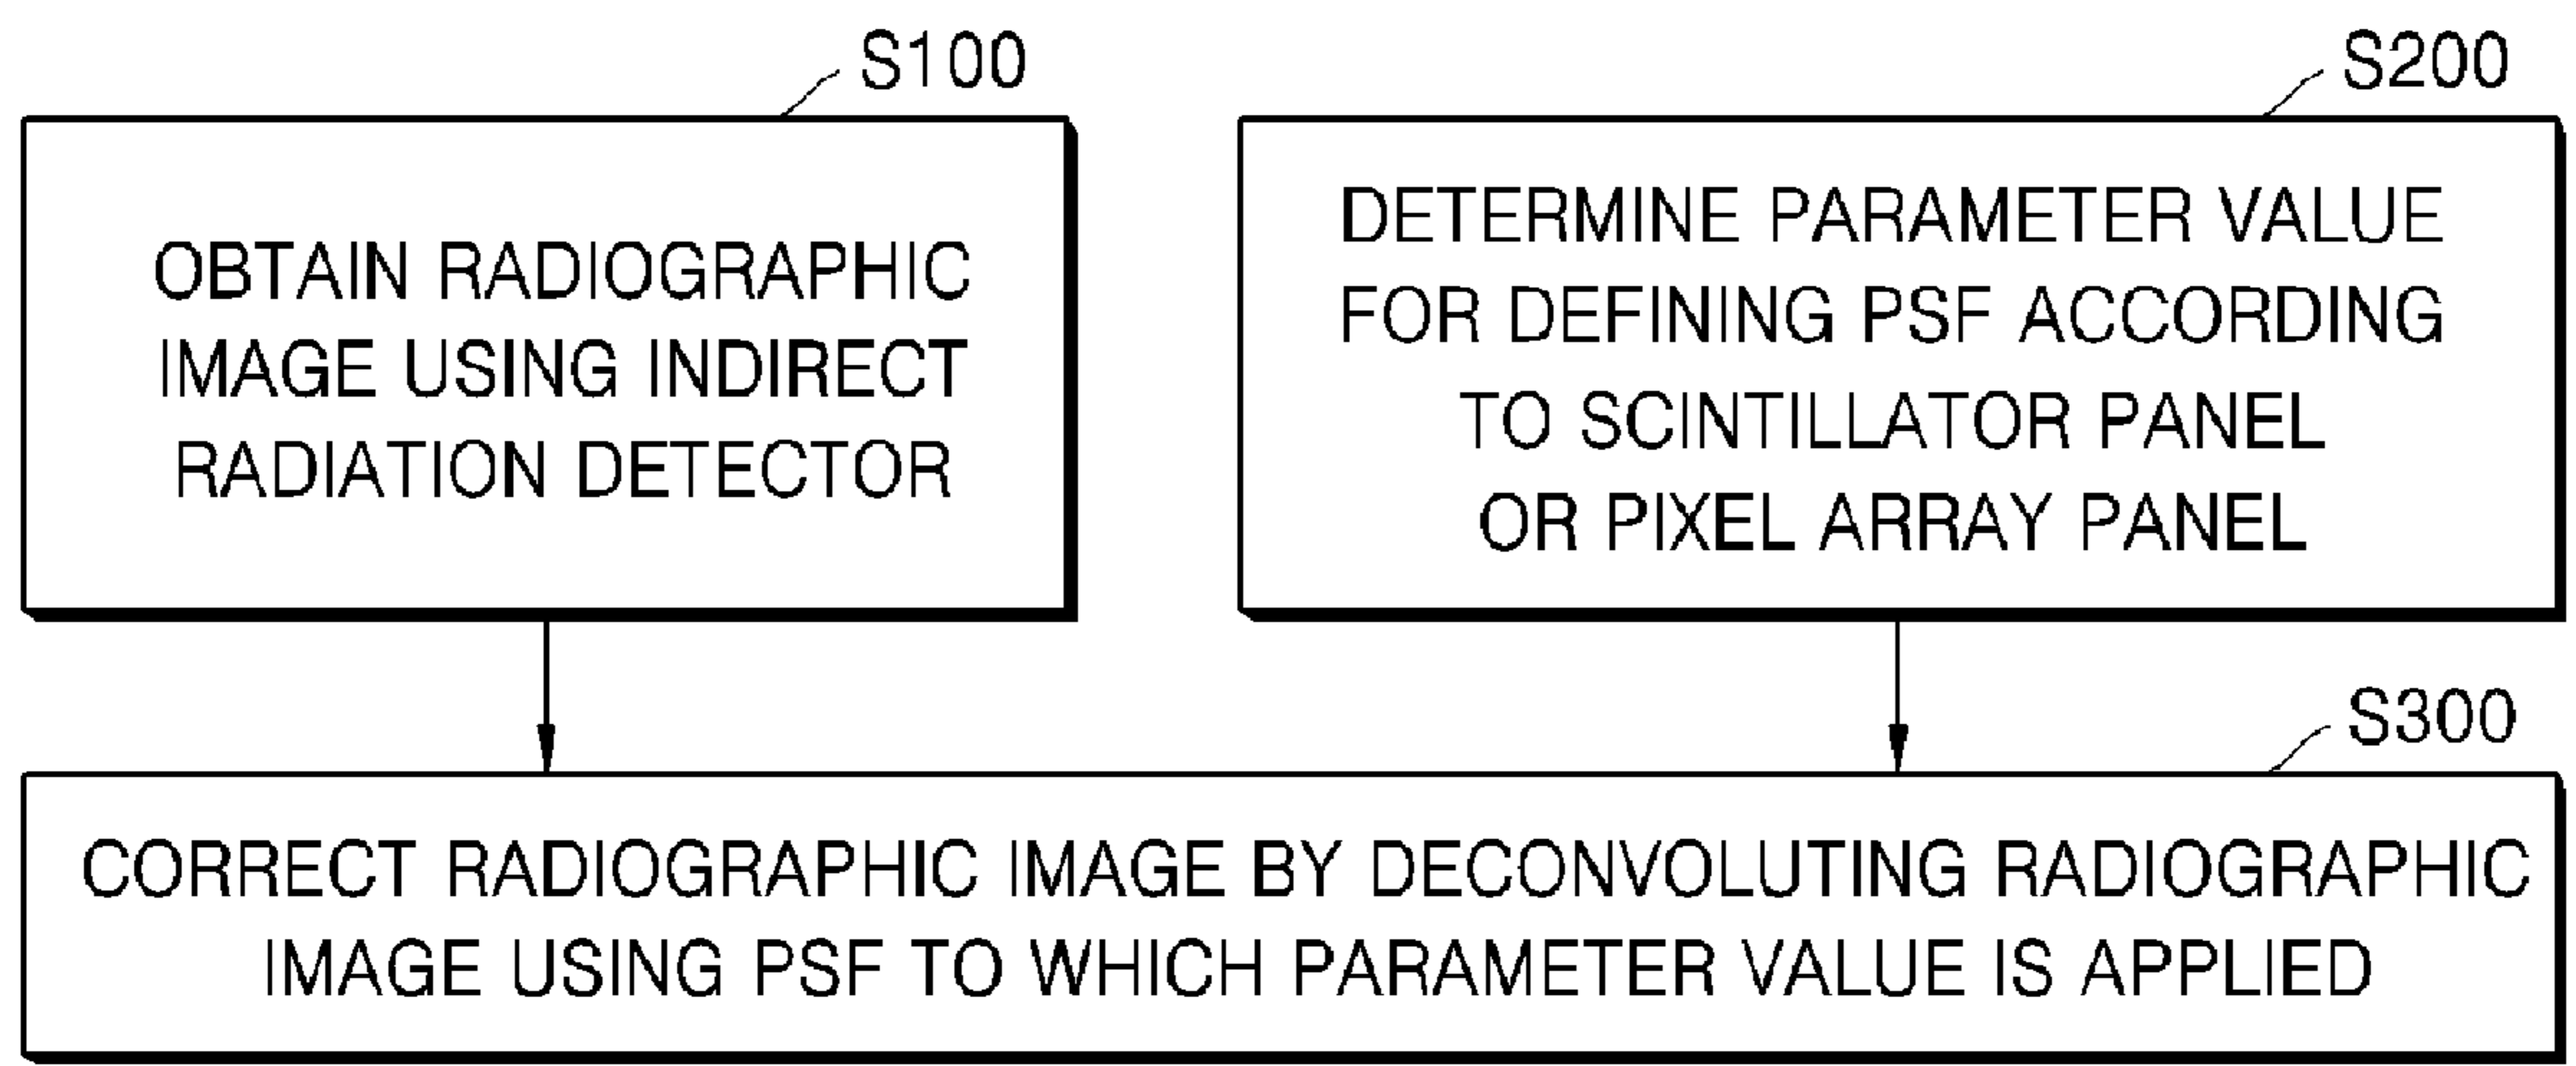 S100
OBTAIN RADIOGRAPHIC
IMAGE USING INDIRECT
RADIATION DETECTOR
S200
DETERMINE PARAMETER VALUE
FOR DEFINING PSF ACCORDING
TO SCINTILLATOR PANEL
OR PIXEL ARRAY PANEL
S300
CORRECT RADIOGRAPHIC IMAGE BY DECONVOLUTING RADIOGRAPHIC
IMAGE USING PSF TO WHICH PARAMETER VALUE IS APPLIED